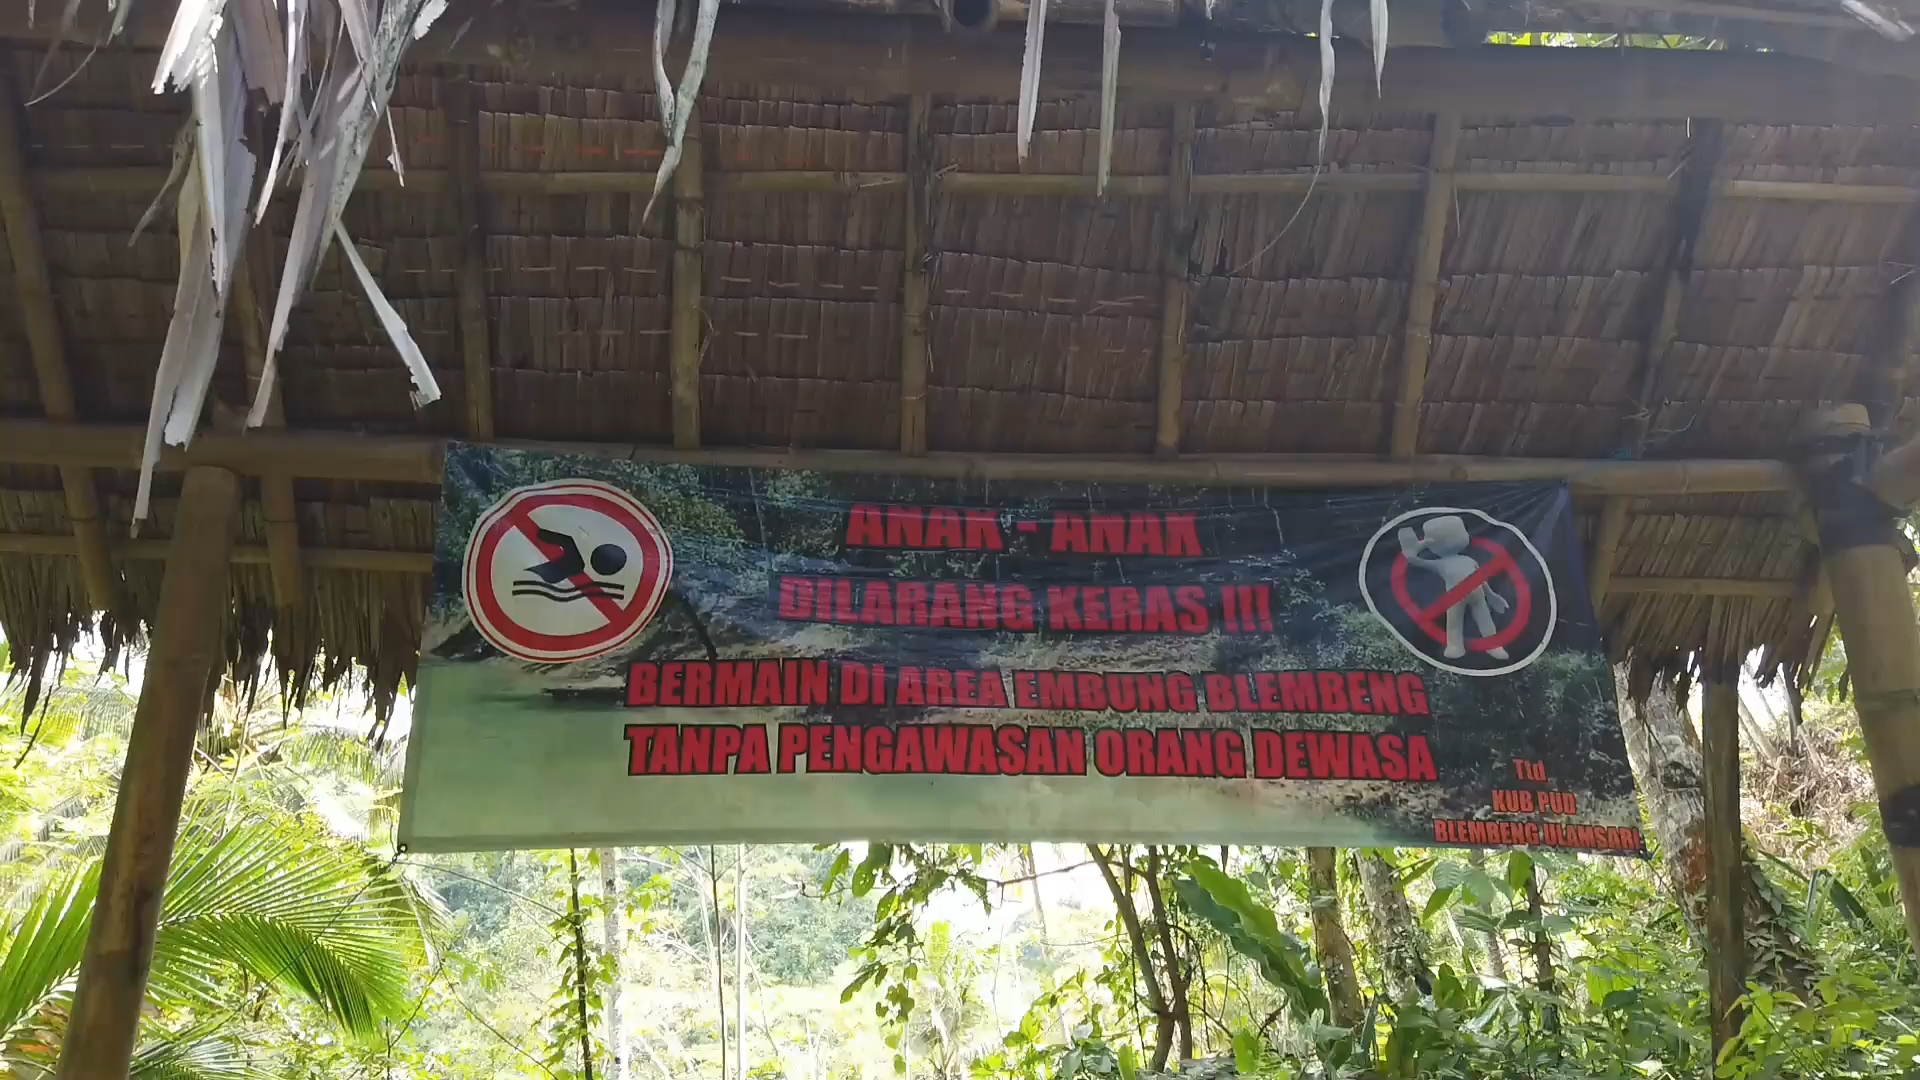 ANAK - ANAK
DILARANG KERAS !!!
BERMAIN DI AREA EMBUNG BLEMBENG
TANPA PENGAWASAN ORANG DEWASA
Ttd
KUB PUD
BLEMBENG ULAMSARI